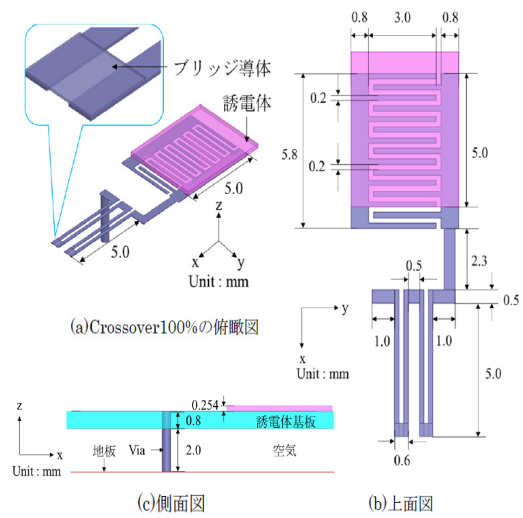 ブリッジ導体
誘電体
5.0
5.0
z
x
y
Unit : mm
(a)Crossover100%の俯瞰図
0.8
3.0
0.8
0.2
5.8
0.2
5.0
2.3
0.5
0.5
y
x
Unit : mm
1.0
1.0
5.0
0.6
(b)上面図
0.254
z
0.8
誘電体基板
x
地板
Via
2.0
空気
Unit : mm
(c)側面図